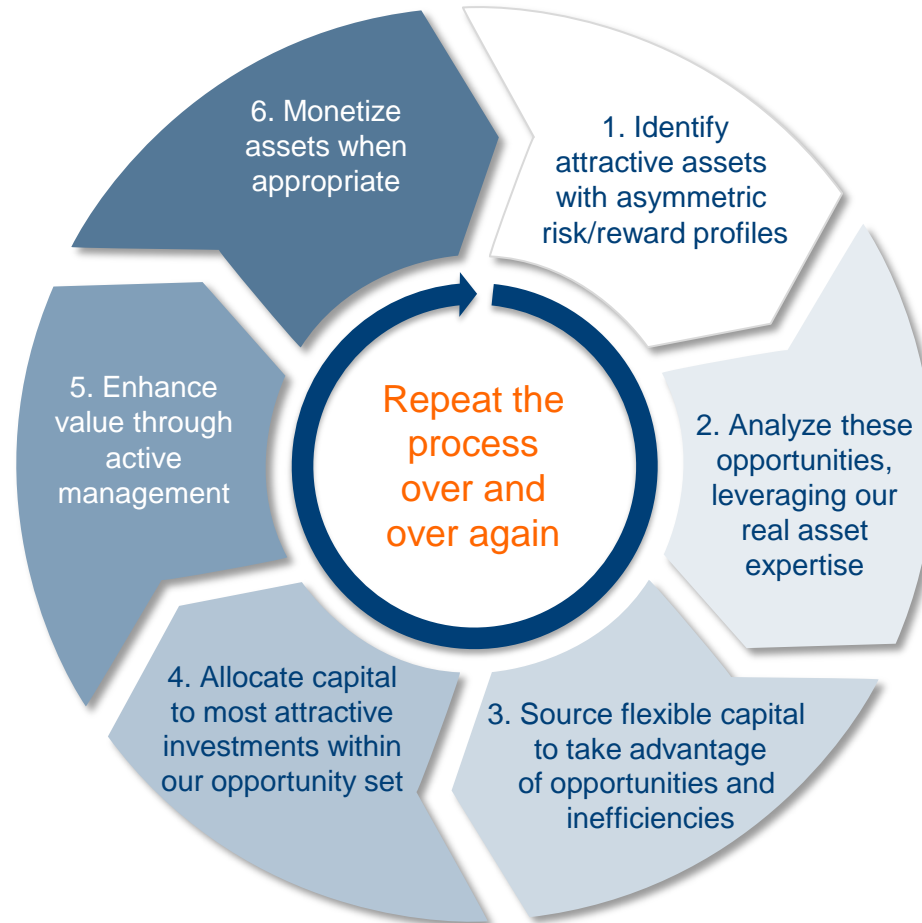 1. Identify
attractive assets
with asymmetric
risk/reward profiles
2. Analyze these
opportunities,
leveraging our
real asset
expertise
3. Source flexible capital
to take advantage
of opportunities and
inefficiencies
4. Allocate capital
to most attractive
investments within
our opportunity set
5. Enhance
value through
active
management
6. Monetize
assets when
appropriate
Repeat the
process
over and
over again